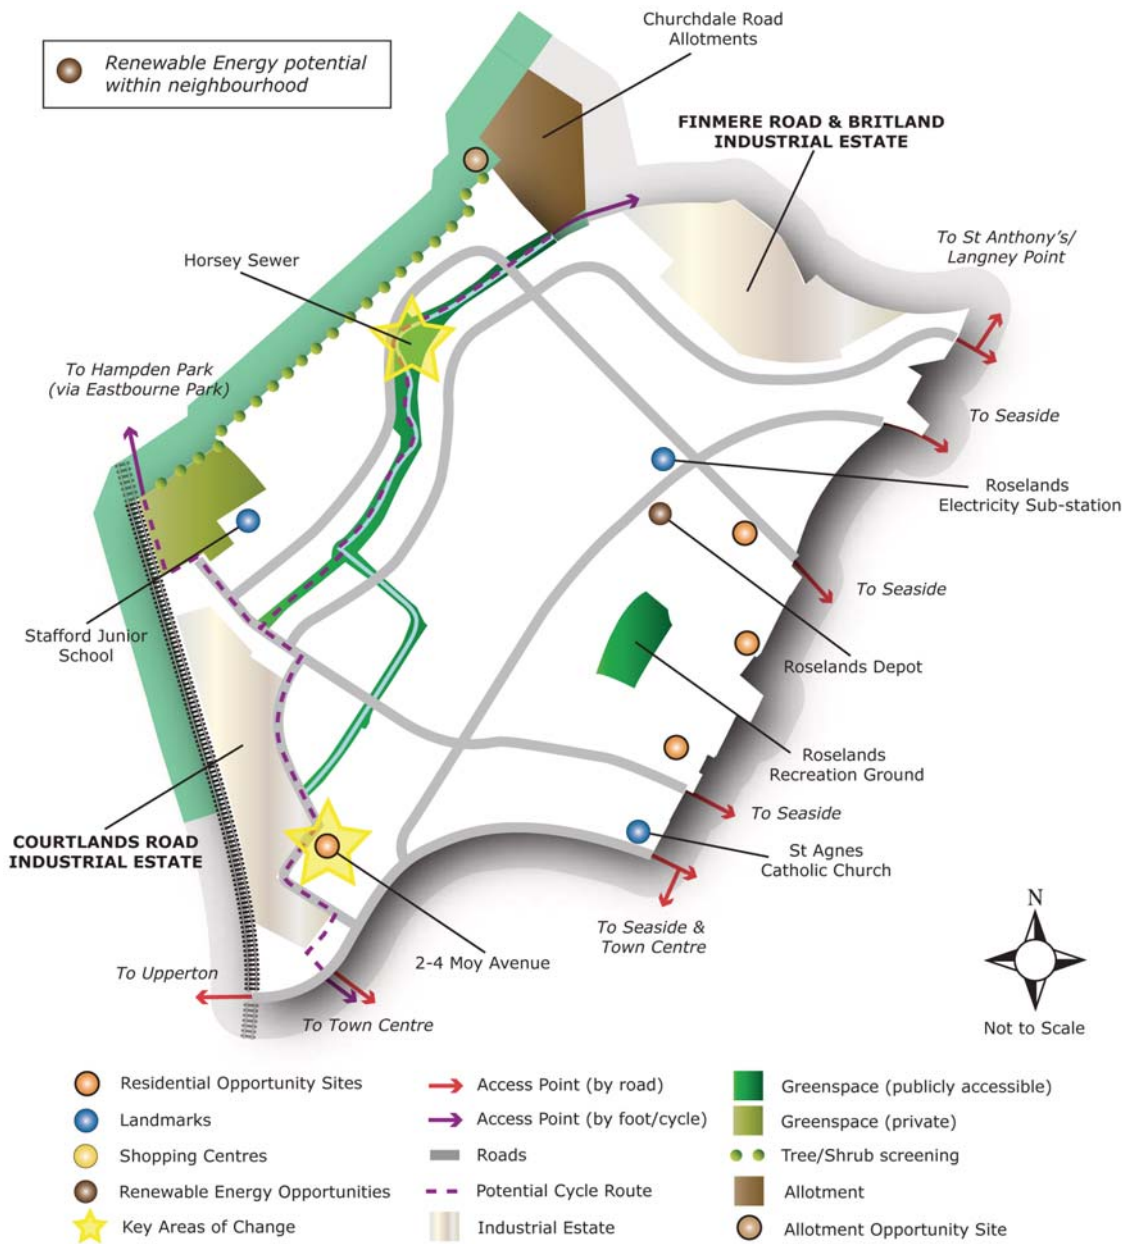 Churchdale Road
Allotments
Renewable Energy potential
within neighbourhood
FINMERE ROAD & BRITLAND
INDUSTRIAL ESTATE
To St Anthony's/
Langney Point
Horsey Sewer
To Hampden Park
(via Eastbourne Park)
To Seaside
Roselands
Electricity Sub-station
To Seaside
Stafford Junior
School
Roselands Depot
Roselands
Recreation Ground
To Seaside
COURTLANDS ROAD
INDUSTRIAL ESTATE
St Agnes
Catholic Church
To Seaside &
Town Centre
2-4 Moy Avenue
To Upperton
To Town Centre
N
Not to Scale
Residential Opportunity Sites
Landmarks
Shopping Centres
Renewable Energy Opportunities
Key Areas of Change
Access Point (by road)
Access Point (by foot/cycle)
Roads
Potential Cycle Route
Industrial Estate
Greenspace (publicly accessible)
Greenspace (private)
Tree/Shrub screening
Allotment
Allotment Opportunity Site